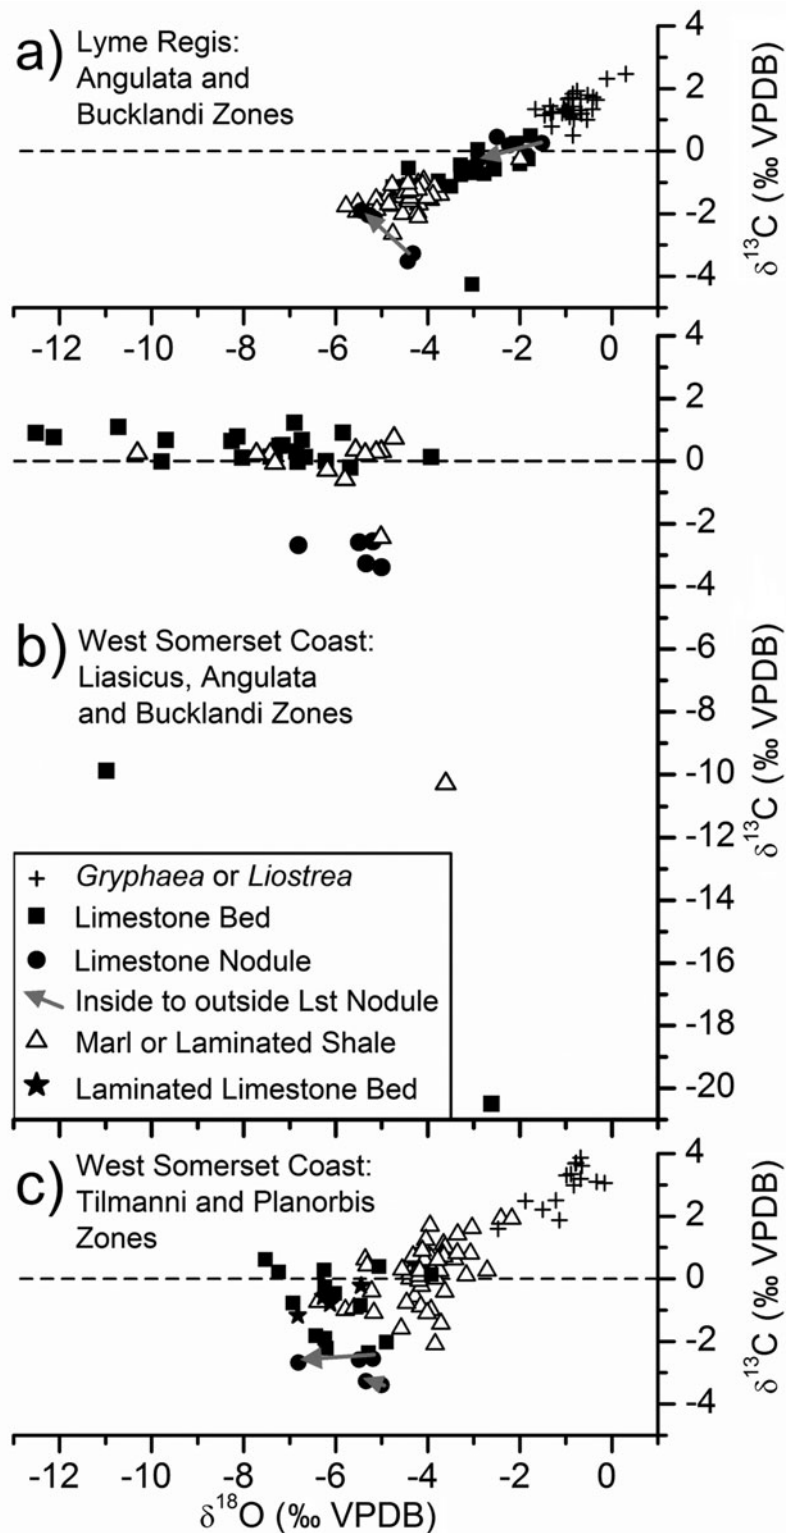 a) Lyme Regis:
Angulata and
Bucklandi Zones
4
2
0
-2
-4
δ13C (‰ VPDB)
-12 -10 -8 -6 -4 -2 0
4
2
0
-2
-4
-6
-8
-10
-12
-14
-16
-18
-20
δ13C (‰ VPDB)
b) West Somerset Coast:
Liasicus, Angulata
and Bucklandi Zones
Gryphaea or Liostrea
Limestone Bed
Limestone Nodule
Inside to outside Lst Nodule
Marl or Laminated Shale
Laminated Limestone Bed
c) West Somerset Coast:
Tilmanni and Planorbis
Zones
4
2
0
-2
-4
δ13C (‰ VPDB)
-12 -10 -8 -6 -4 -2 0
δ18O (‰ VPDB)